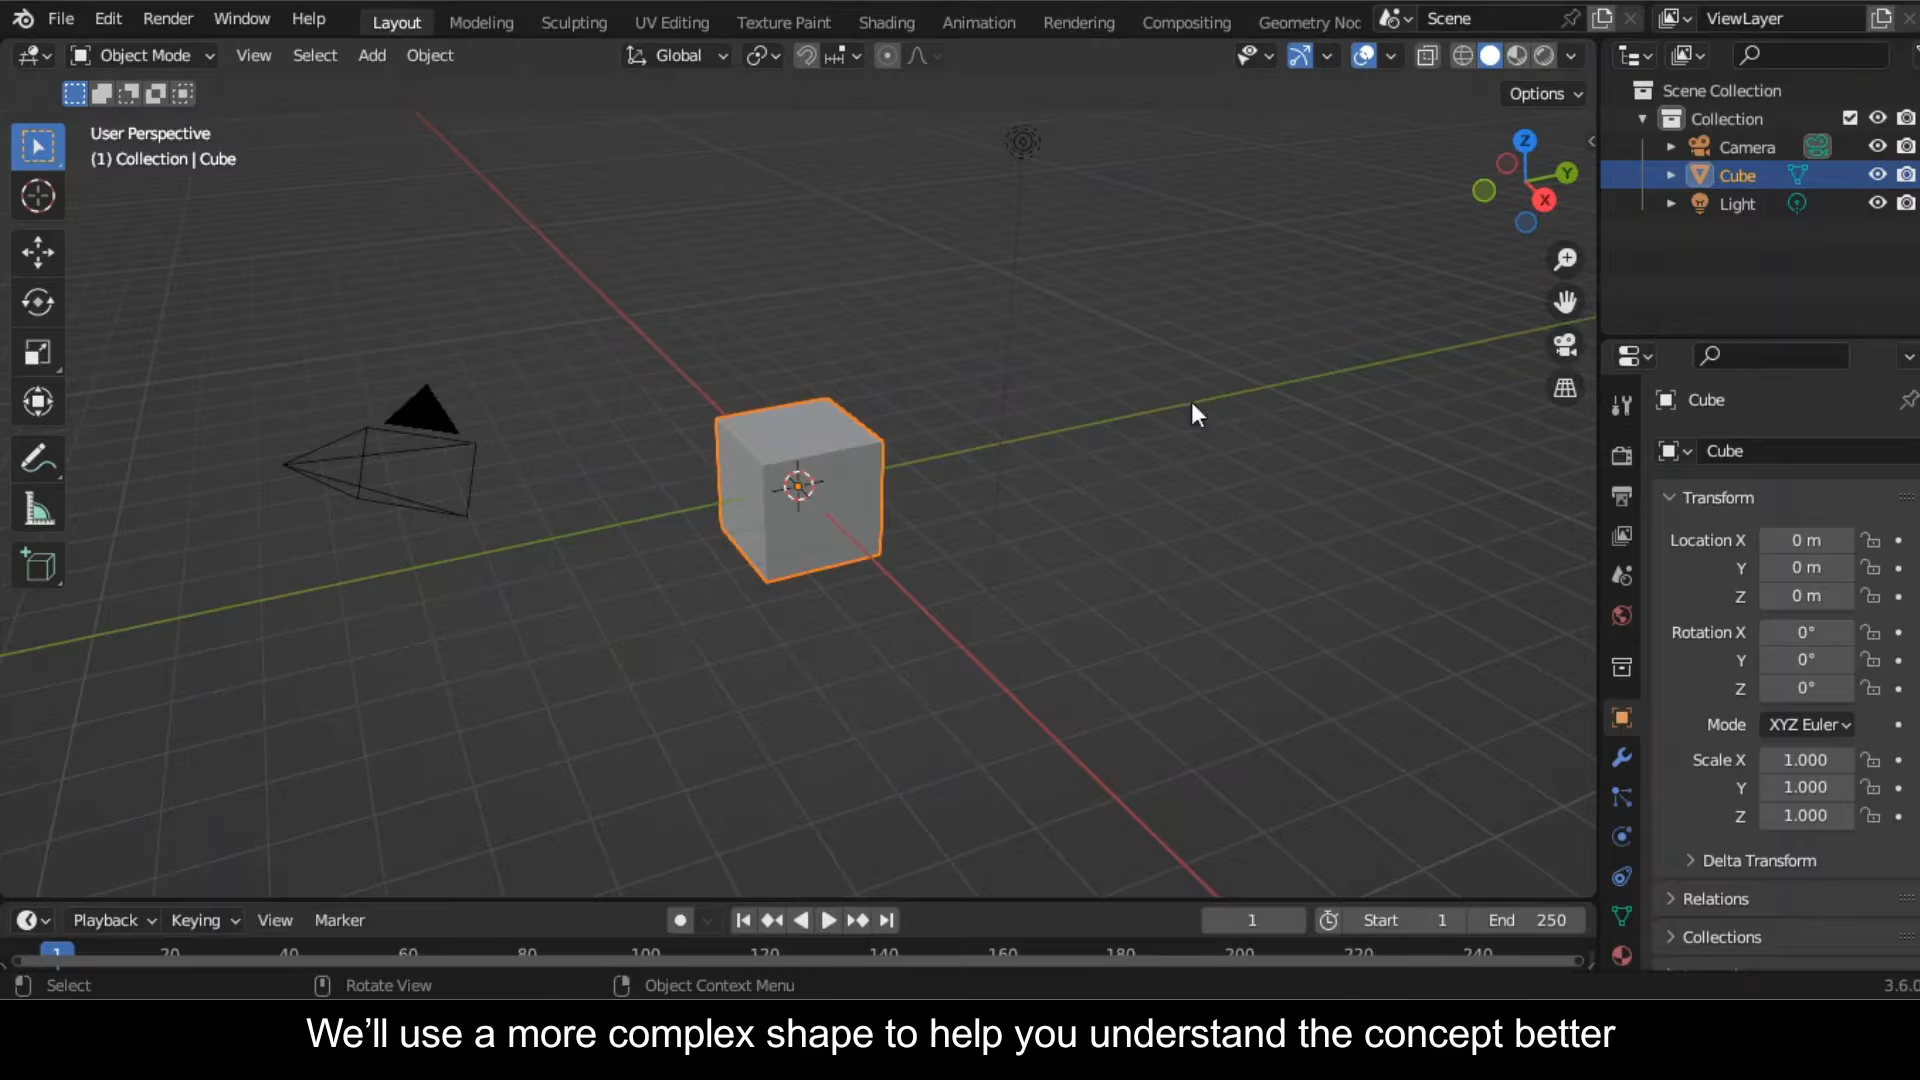 File Edit Render Window Help Layout Modeling Sculpting UV Editing Texture Paint Shading Animation Rendering Compositing Geometry Noc Scene ViewLayer
Object Mode View Select Add Object Global
Options
User Perspective
(1) Collection | Cube
Z
Y
X
Scene Collection
Collection
Camera
Cube
Light
Cube
Cube
Transform
Location X 0 m
Y 0 m
Z 0 m
Rotation X 0°
Y 0°
Z 0°
Mode XYZ Euler
Scale X 1.000
Y 1.000
Z 1.000
Delta Transform
Relations
Collections
Playback Keying View Marker 1 Start 1 End 250
1 20 40 60 80 100 120 140 160 180 200 220 240
Select Rotate View Object Context Menu 3.6.0
We’ll use a more complex shape to help you understand the concept better